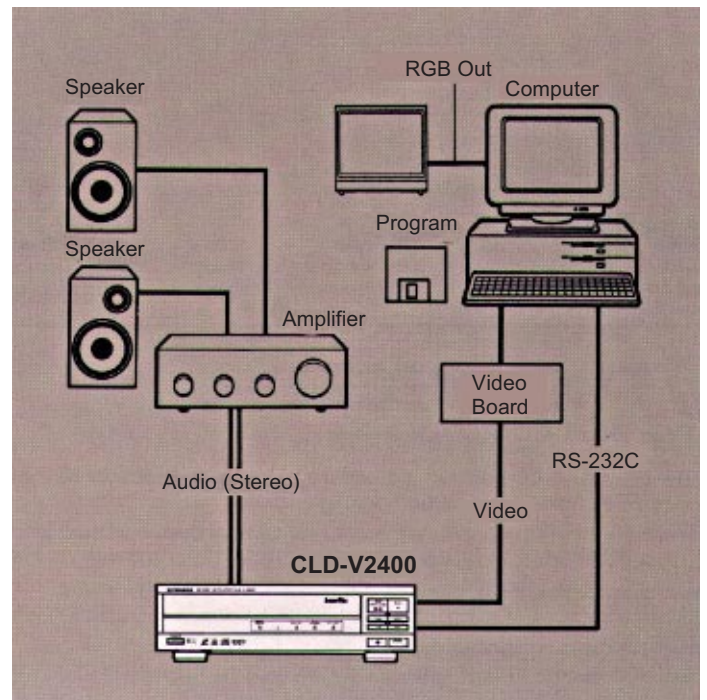 RGB Out
Speaker
Computer
Program
Speaker
Amplifier
Video
Board
RS-232C
Audio (Stereo)
Video
CLD-V2400